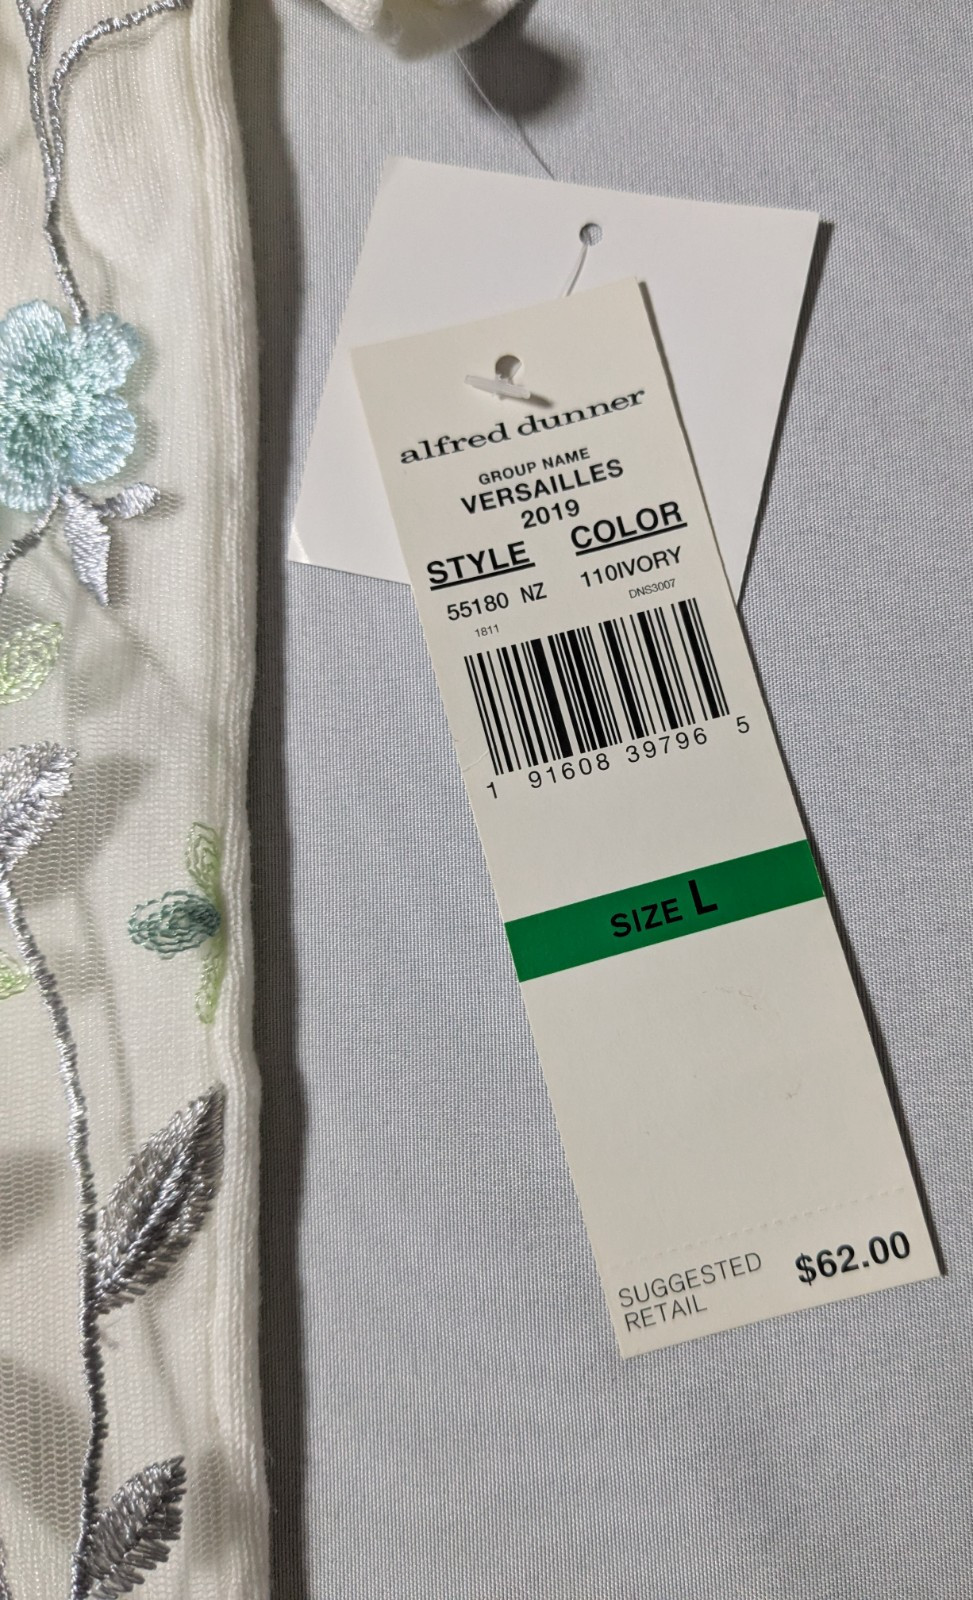 alfred dunner
GROUP NAME
VERSAILLES
2019
STYLE COLOR
55180 NZ 110IVORY
1811 DNS3007
1 91608 39796 5
SIZE L
SUGGESTED $62.00
RETAIL